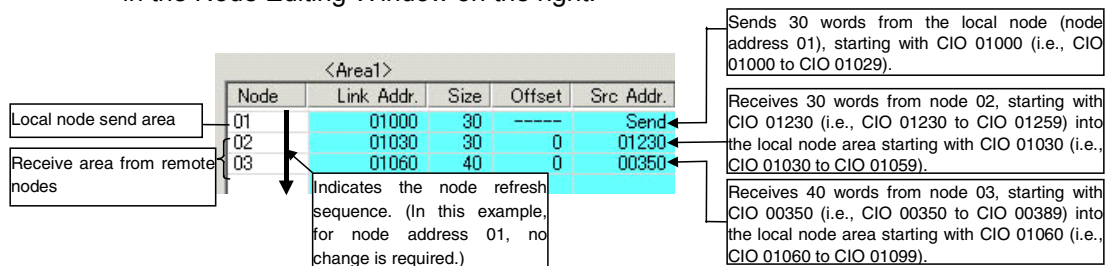 in the Node Editing Window on the right.
Sends 30 words from the local node (node
address 01), starting with CIO 01000 (i.e., CIO
01000 to CIO 01029).
<Area1>
Node Link Addr. Size Offset Src Addr.
01 01000 30 ----- Send
02 01030 30 0 01230
03 01060 40 0 00350
Local node send area
Receive area from remote
nodes
Indicates the node refresh
sequence. (In this example,
for node address 01, no
change is required.)
Receives 30 words from node 02, starting with
CIO 01230 (i.e., CIO 01230 to CIO 01259) into
the local node area starting with CIO 01030 (i.e.,
CIO 01030 to CIO 01059).
Receives 40 words from node 03, starting with
CIO 00350 (i.e., CIO 00350 to CIO 00389) into
the local node area starting with CIO 01060 (i.e.,
CIO 01060 to CIO 01099).